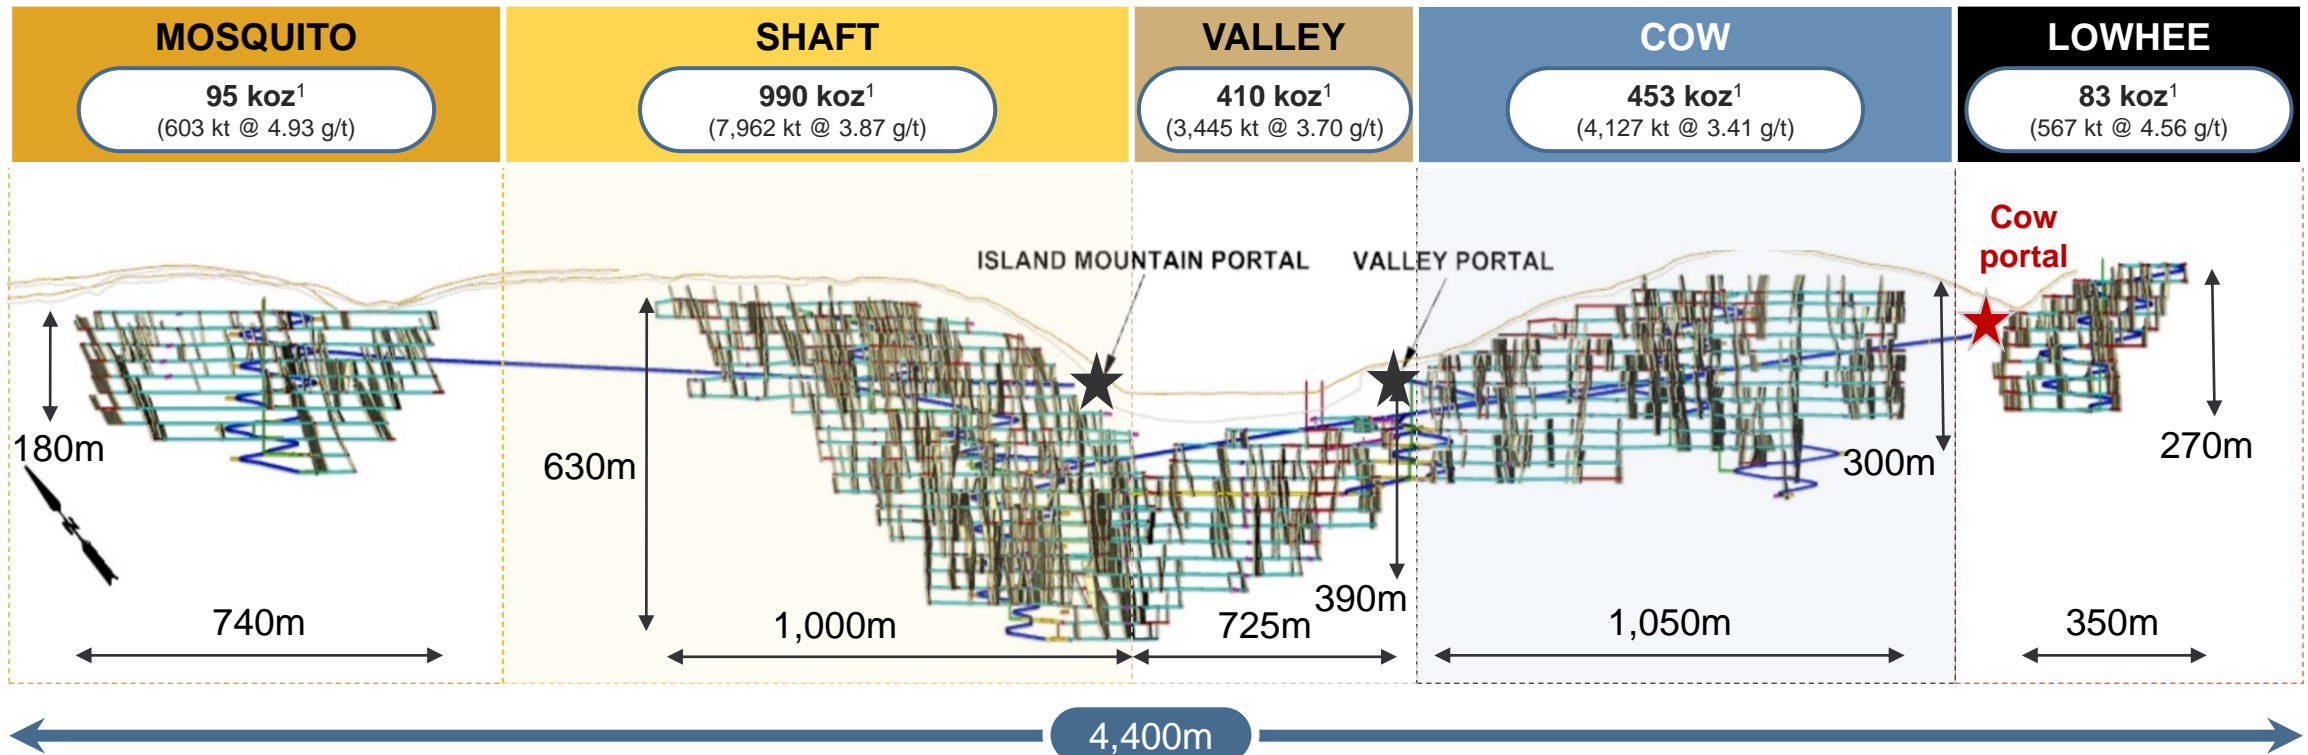 MOSQUITO
95 koz¹
(603 kt @ 4.93 g/t)
SHAFT
990 koz¹
(7,962 kt @ 3.87 g/t)
VALLEY
410 koz¹
(3,445 kt @ 3.70 g/t)
COW
453 koz¹
(4,127 kt @ 3.41 g/t)
LOWHEE
83 koz¹
(567 kt @ 4.56 g/t)
Cow
portal
ISLAND MOUNTAIN PORTAL
VALLEY PORTAL
180m
630m
390m
300m
270m
N
740m
1,000m
725m
1,050m
350m
4,400m